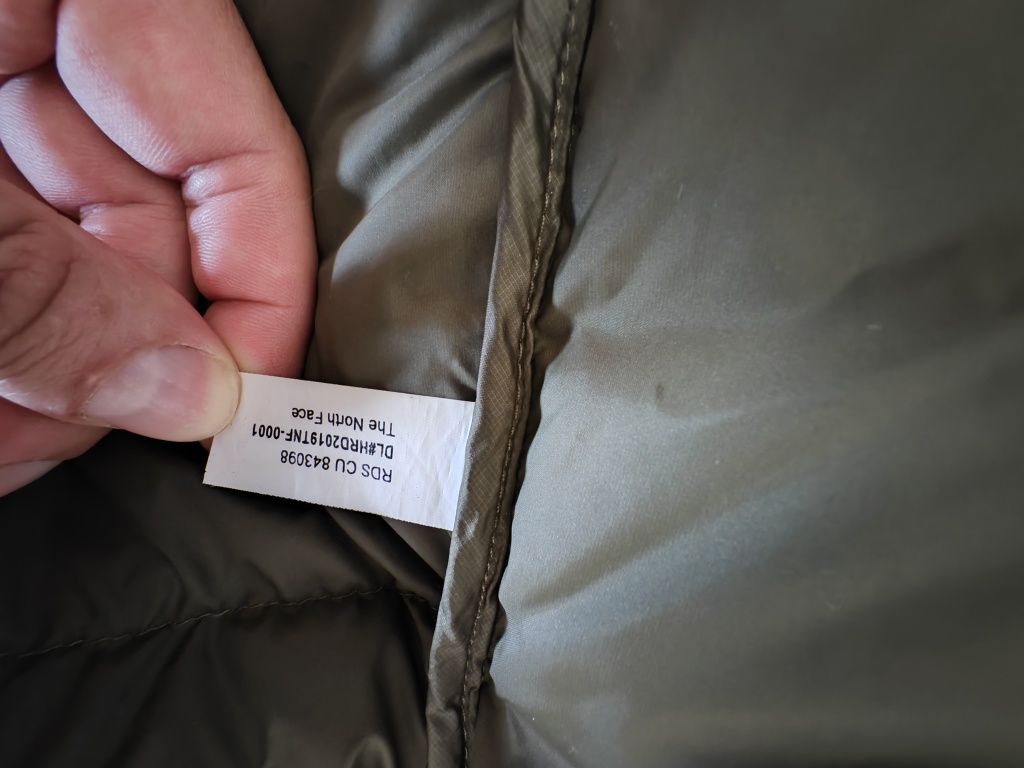 RDS CU 843098
DL#HRD2019TNF-0001
The North Face